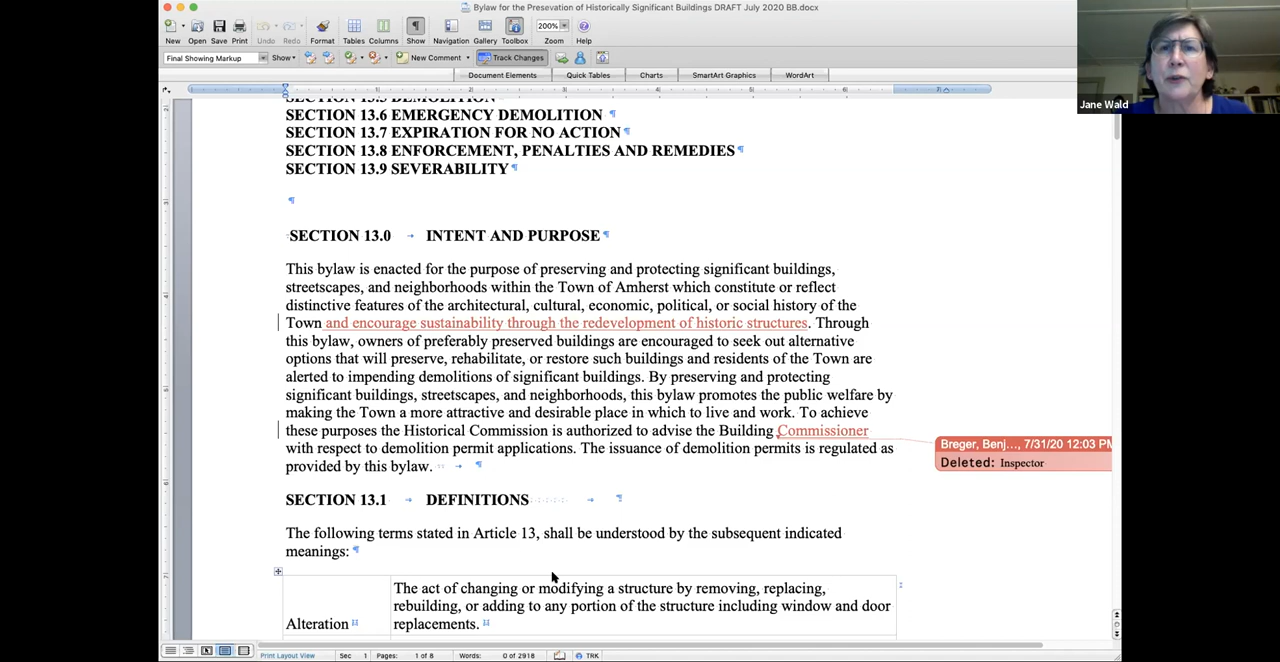 Bylaw for the Presevation of Historically Significant Buildings DRAFT July 2020 BB.docx
200%
New Open Save Print Undo Redo Format Tables Columns Show Navigation Gallery Toolbox Zoom Help
Final Showing Markup Show New Comment Track Changes
Document Elements Quick Tables Charts SmartArt Graphics WordArt
Jane Wald
SECTION 13.5 DEMOLITION
SECTION 13.6 EMERGENCY DEMOLITION
SECTION 13.7 EXPIRATION FOR NO ACTION
SECTION 13.8 ENFORCEMENT, PENALTIES AND REMEDIES
SECTION 13.9 SEVERABILITY
SECTION 13.0 INTENT AND PURPOSE
This bylaw is enacted for the purpose of preserving and protecting significant buildings,
streetscapes, and neighborhoods within the Town of Amherst which constitute or reflect
distinctive features of the architectural, cultural, economic, political, or social history of the
Town and encourage sustainability through the redevelopment of historic structures. Through
this bylaw, owners of preferably preserved buildings are encouraged to seek out alternative
options that will preserve, rehabilitate, or restore such buildings and residents of the Town are
alerted to impending demolitions of significant buildings. By preserving and protecting
significant buildings, streetscapes, and neighborhoods, this bylaw promotes the public welfare by
making the Town a more attractive and desirable place in which to live and work. To achieve
these purposes the Historical Commission is authorized to advise the Building Commissioner
with respect to demolition permit applications. The issuance of demolition permits is regulated as
provided by this bylaw.
Breger, Benj..., 7/31/20 12:03 PM
Deleted: Inspector
SECTION 13.1 DEFINITIONS
The following terms stated in Article 13, shall be understood by the subsequent indicated
meanings:
The act of changing or modifying a structure by removing, replacing,
rebuilding, or adding to any portion of the structure including window and door
Alteration replacements.
Print Layout View Sec 1 Pages: 1 of 8 Words: 0 of 2918 TRK